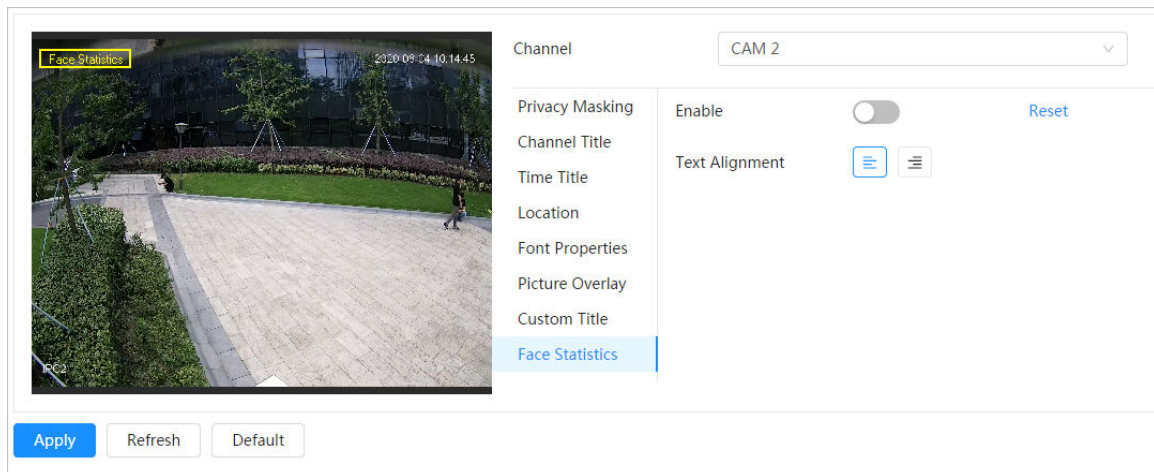 Face Statistics
2020-09-04 10:14:45
IPC2
Channel
CAM 2
Privacy Masking
Channel Title
Time Title
Location
Font Properties
Picture Overlay
Custom Title
Face Statistics
Enable
Reset
Text Alignment
Apply
Refresh
Default